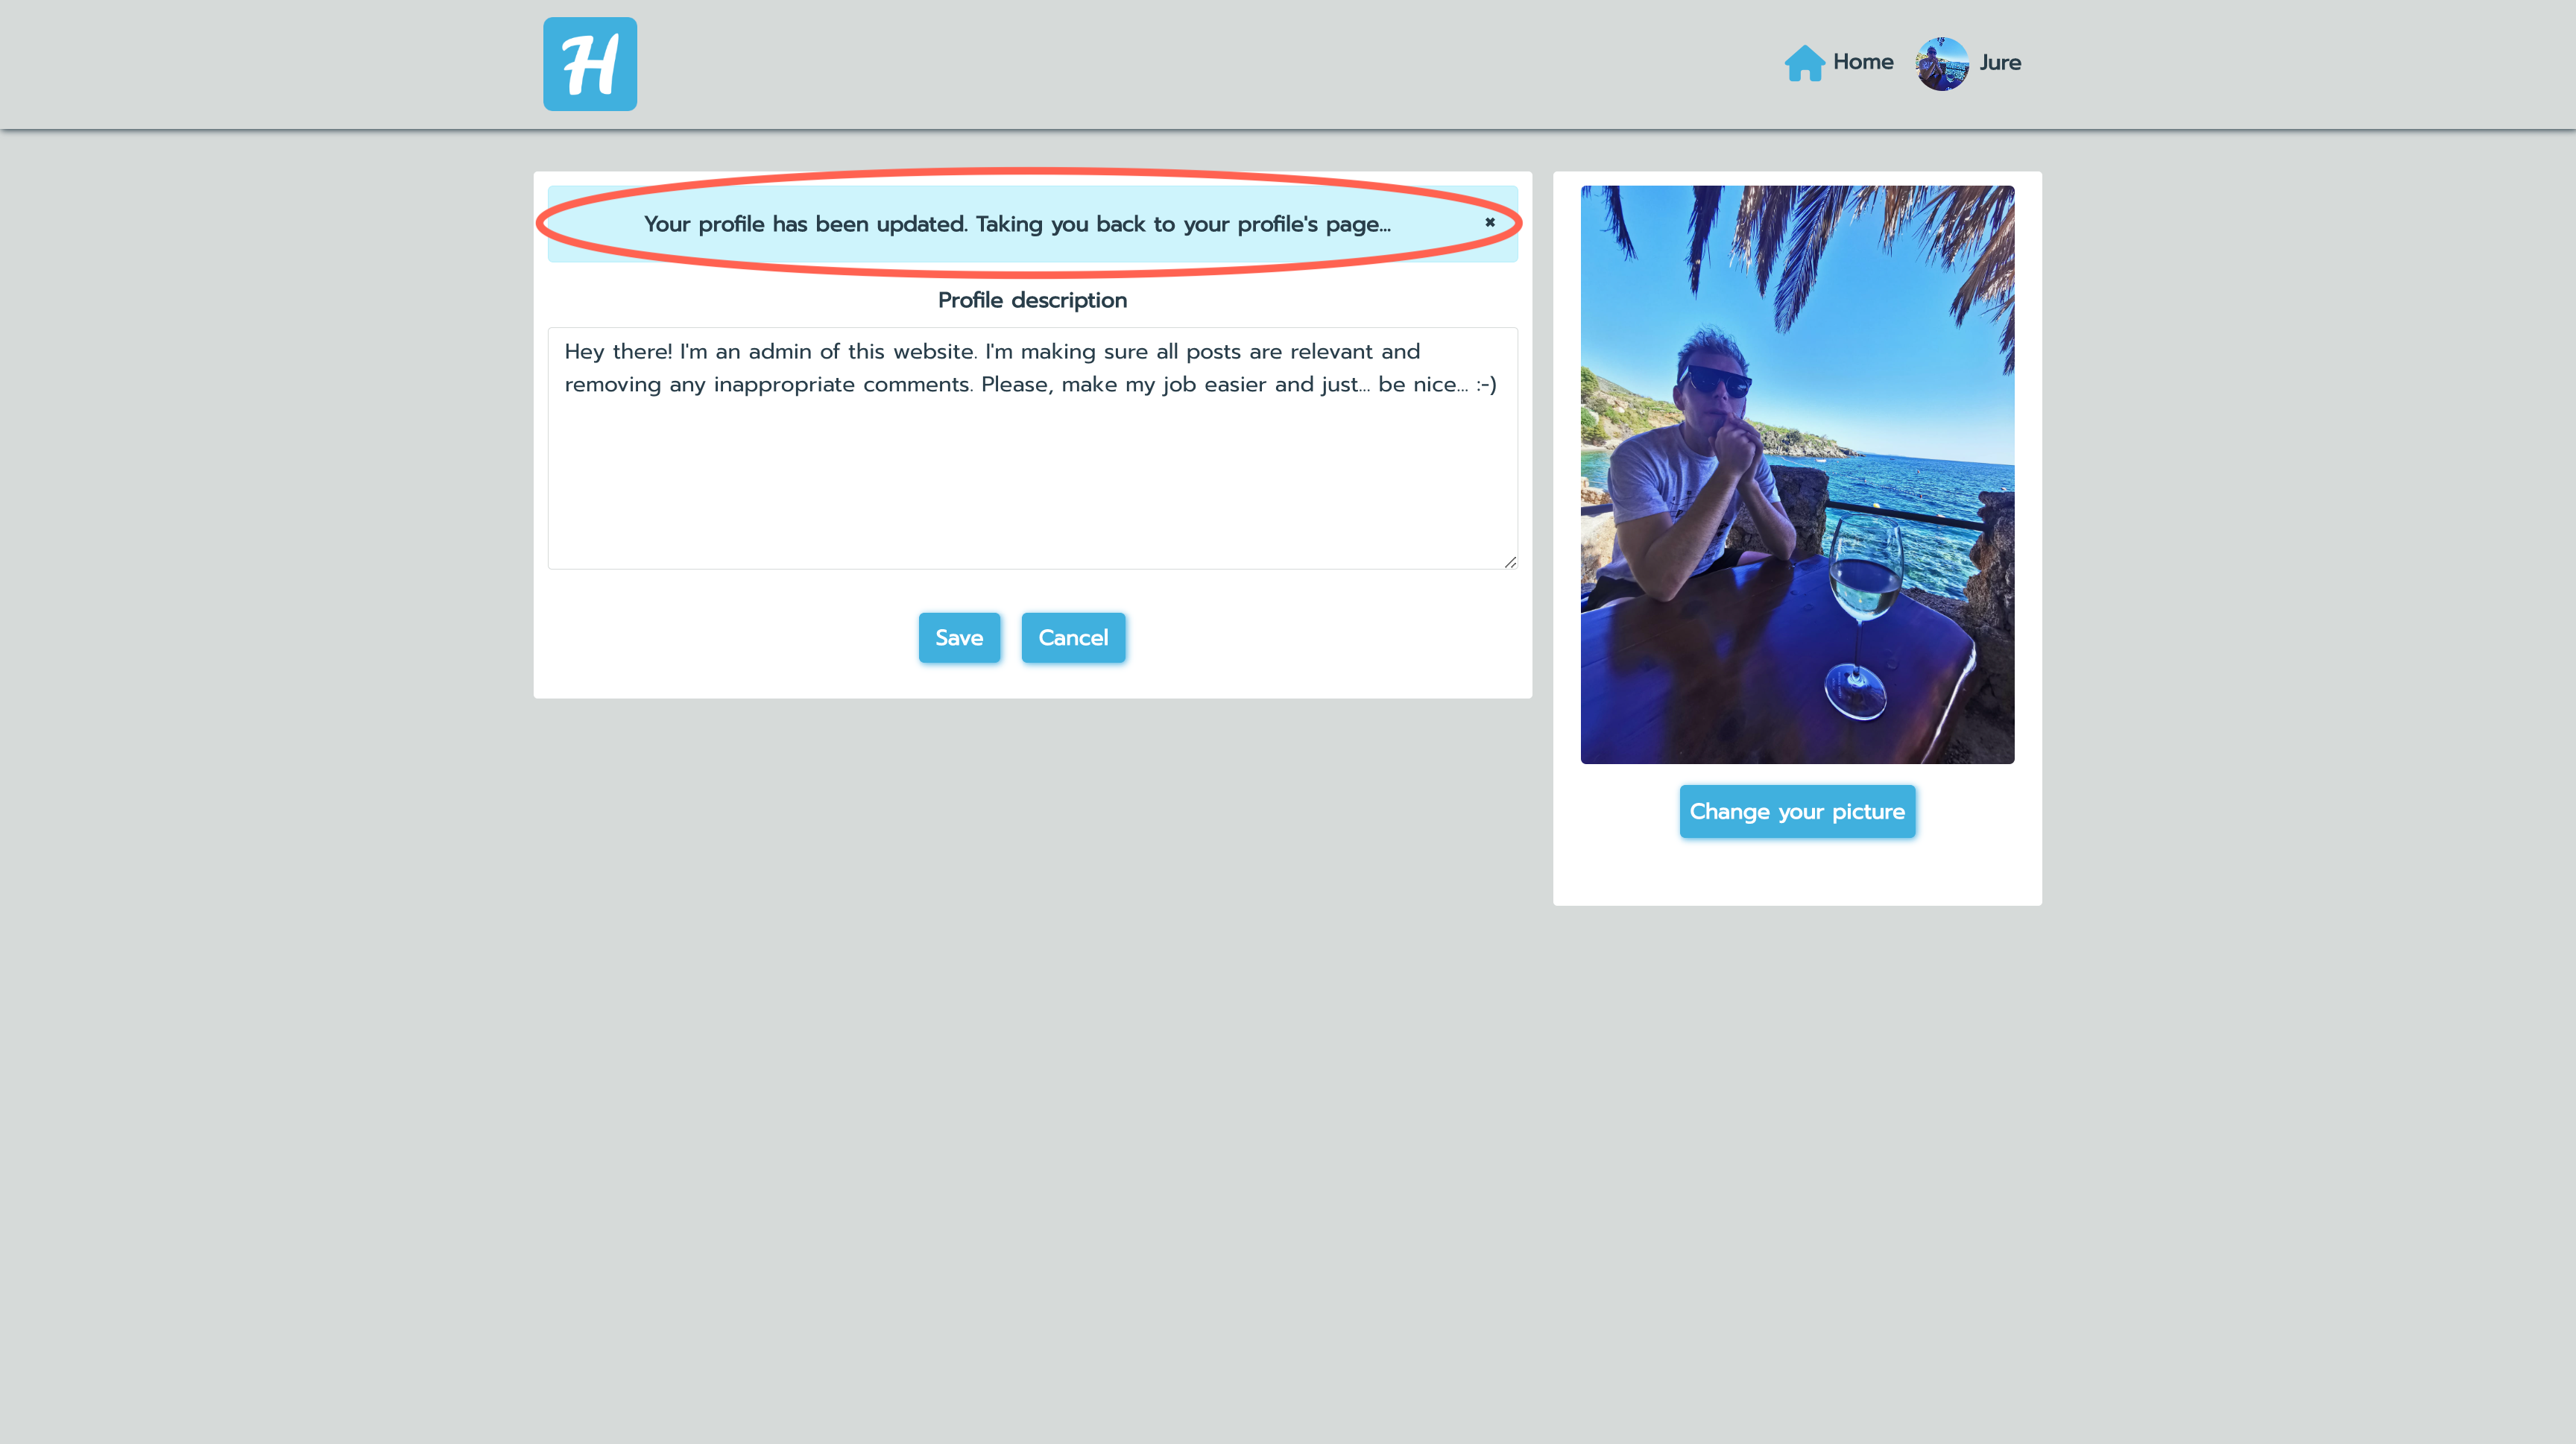 H
Home
Jure
Your profile has been updated. Taking you back to your profile's page...
Profile description
Hey there! I'm an admin of this website. I'm making sure all posts are relevant and
removing any inappropriate comments. Please, make my job easier and just... be nice... :-)
Save
Cancel
Change your picture